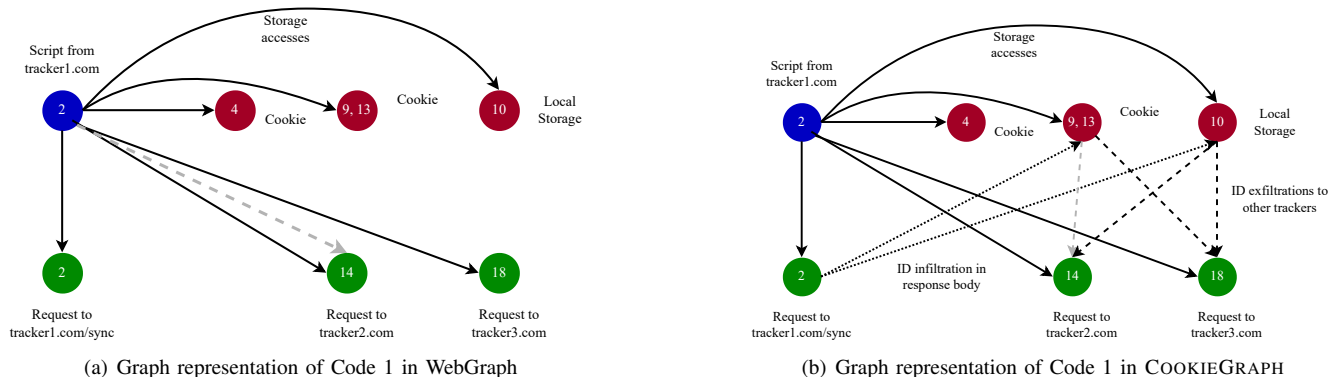 Storage
accesses
Script from
tracker1.com
2
4
Cookie
9, 13
Cookie
10
Local
Storage
2
14
18
Request to
tracker1.com/sync
Request to
tracker2.com
Request to
tracker3.com
(a) Graph representation of Code 1 in WebGraph
Storage
accesses
Script from
tracker1.com
2
4
Cookie
9, 13
Cookie
10
Local
Storage
ID exfiltrations to
other trackers
2
ID infiltration in
response body
14
18
Request to
tracker1.com/sync
Request to
tracker2.com
Request to
tracker3.com
(b) Graph representation of Code 1 in COOKIEGRAPH